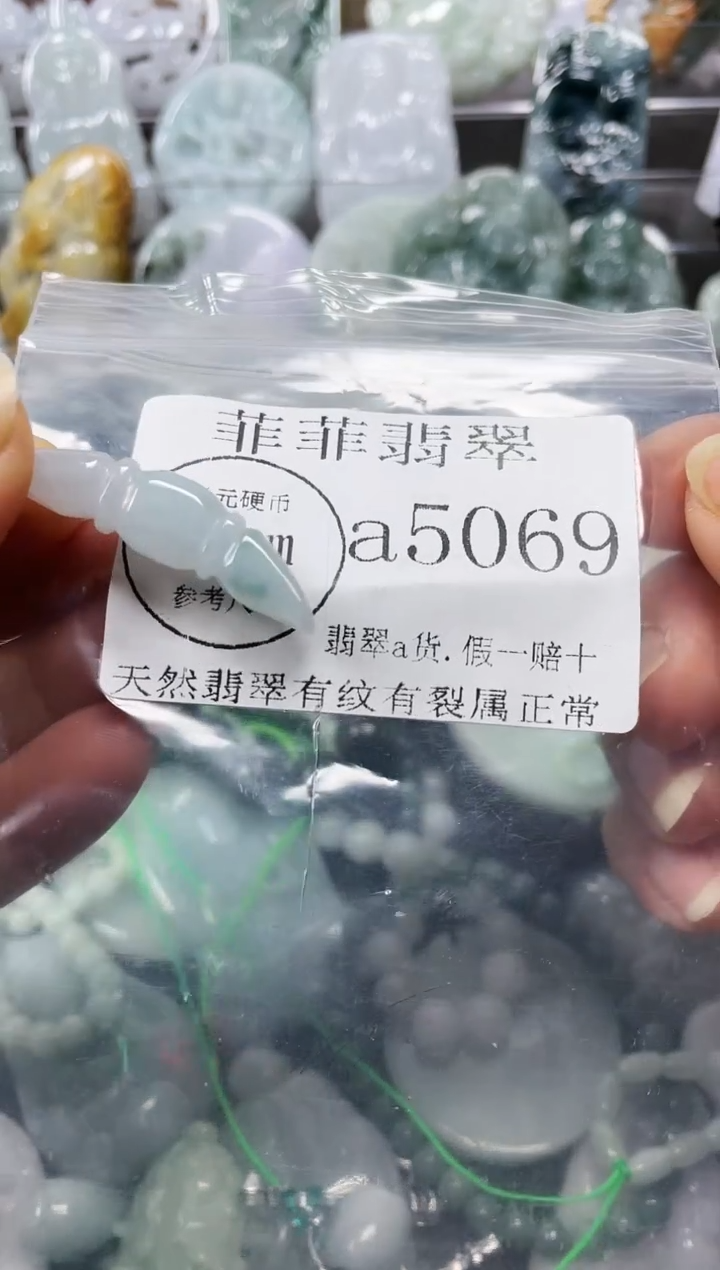 菲菲翡翠
元硬币
m
a5069
参考
翡翠a货.假一赔十
天然翡翠有纹有裂属正常